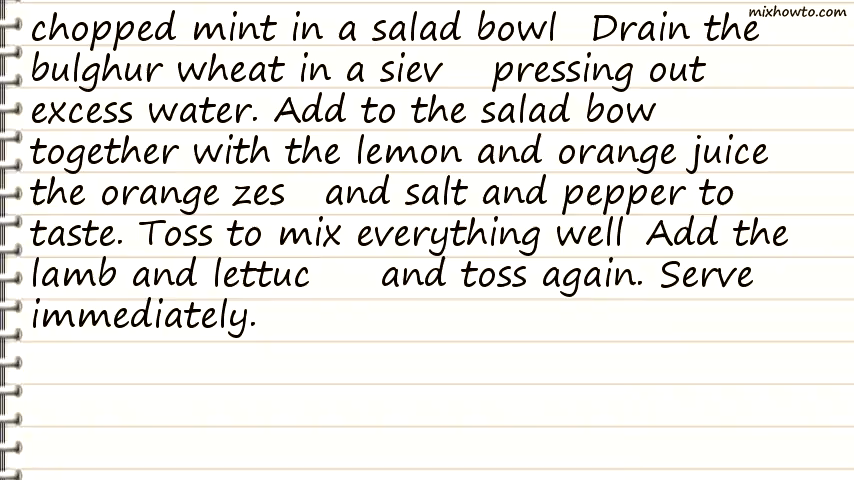 mixhowto.com
chopped mint in a salad bowl Drain the
bulghur wheat in a siev pressing out
excess water. Add to the salad bow
together with the lemon and orange juice
the orange zes and salt and pepper to
taste. Toss to mix everything well Add the
lamb and lettuc and toss again. Serve
immediately.